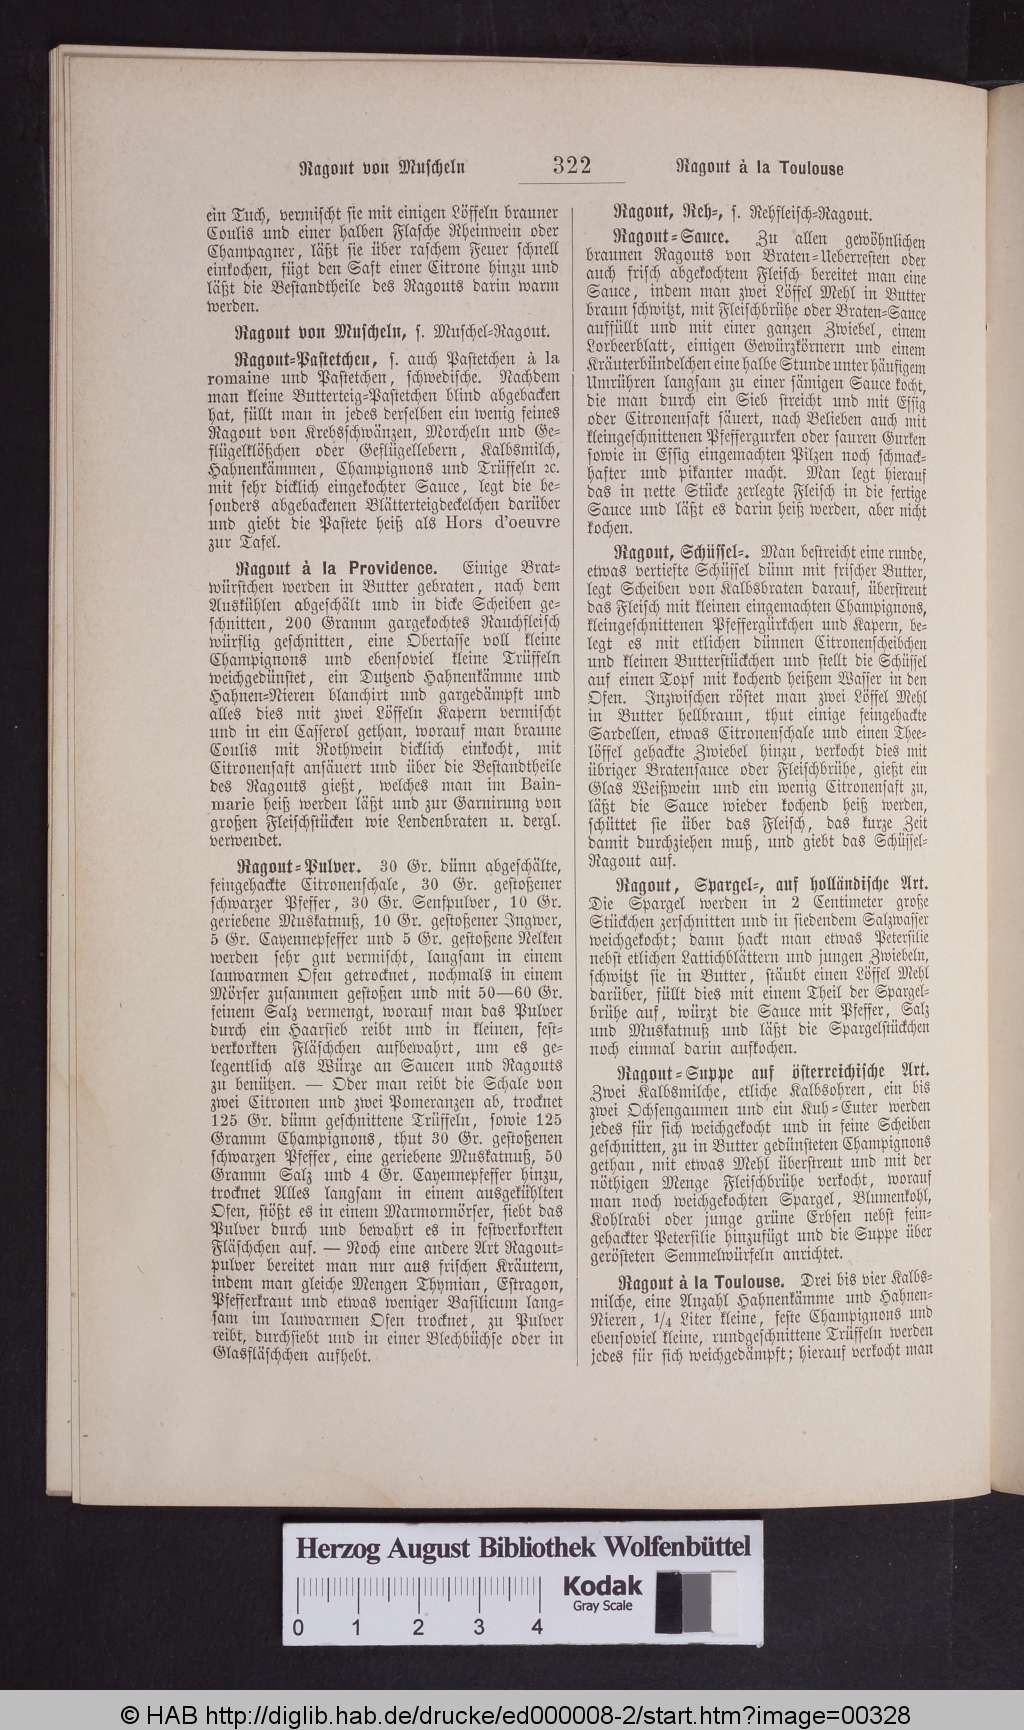 Ragout von Muscheln 322 Ragout à la Toulouse
ein Tuch, vermischt sie mit einigen Löffeln brauner
Coulis und einer halben Flasche Rheinwein oder
Champagner, läßt sie über raschem Feuer schnell
einkochen, fügt den Saft einer Citrone hinzu und
läßt die Bestandtheile des Ragouts darin warm
werden.
Ragout von Muscheln, s. Muschel-Ragout.
Ragout-Pastetchen, s. auch Pastetchen à la
romaine und Pastetchen, schwedische. Nachdem
man kleine Butterteig-Pastetchen blind abgebacken
hat, füllt man in jedes derselben ein wenig feines
Ragout von Krebsschwänzen, Morcheln und Ge-
flügelklößchen oder Geflügellebern, Kalbsmilch,
Hahnenkämmen, Champignons und Trüffeln ꝛc.
mit sehr dicklich eingekochter Sauce, legt die be-
sonders abgebackenen Blätterteigdeckelchen darüber
und giebt die Pastete heiß als Hors d'oeuvre
zur Tafel.
Ragout à la Providence. Einige Brat-
würstchen werden in Butter gebraten, nach dem
Auskühlen abgeschält und in dicke Scheiben ge-
schnitten, 200 Gramm gargekochtes Rauchfleisch
würflig geschnitten, eine Obertasse voll kleine
Champignons und ebensoviel kleine Trüffeln
weichgedünstet, ein Dutzend Hahnenkämme und
Hahnen-Nieren blanchirt und gargedämpft und
alles dies mit zwei Löffeln Kapern vermischt
und in ein Casserol gethan, worauf man braune
Coulis mit Rothwein dicklich einkocht, mit
Citronensaft ansäuert und über die Bestandtheile
des Ragouts gießt, welches man im Bain-
marie heiß werden läßt und zur Garnirung von
großen Fleischstücken wie Lendenbraten u. dergl.
verwendet.
Ragout-Pulver. 30 Gr. dünn abgeschälte,
feingehackte Citronenschale, 30 Gr. gestoßener
schwarzer Pfeffer, 30 Gr. Senfpulver, 10 Gr.
geriebene Muskatnuß, 10 Gr. gestoßener Ingwer,
5 Gr. Cayennepfeffer und 5 Gr. gestoßene Nelken
werden sehr gut vermischt, langsam in einem
lauwarmen Ofen getrocknet, nochmals in einem
Mörser zusammen gestoßen und mit 50—60 Gr.
feinem Salz vermengt, worauf man das Pulver
durch ein Haarsieb reibt und in kleinen, fest-
verkorkten Fläschchen aufbewahrt, um es ge-
legentlich als Würze an Saucen und Ragouts
zu benützen. — Oder man reibt die Schale von
zwei Citronen und zwei Pomeranzen ab, trocknet
125 Gr. dünn geschnittene Trüffeln, sowie 125
Gramm Champignons, thut 30 Gr. gestoßenen
schwarzen Pfeffer, eine geriebene Muskatnuß, 50
Gramm Salz und 4 Gr. Cayennepfeffer hinzu,
trocknet Alles langsam in einem ausgekühlten
Ofen, stößt es in einem Marmormörser, siebt das
Pulver durch und bewahrt es in festverkorkten
Fläschchen auf. — Noch eine andere Art Ragout-
pulver bereitet man nur aus frischen Kräutern,
indem man gleiche Mengen Thymian, Estragon,
Pfefferkraut und etwas weniger Basilicum lang-
sam im lauwarmen Ofen trocknet, zu Pulver
reibt, durchsiebt und in einer Blechbüchse oder in
Glasfläschchen aufhebt.
Ragout, Reh-, s. Rehfleisch-Ragout.
Ragout-Sauce. Zu allen gewöhnlichen
braunen Ragouts von Braten-Ueberresten oder
auch frisch abgekochtem Fleisch bereitet man eine
Sauce, indem man zwei Löffel Mehl in Butter
braun schwitzt, mit Fleischbrühe oder Braten-Sauce
auffüllt und mit einer ganzen Zwiebel, einem
Lorbeerblatt, einigen Gewürzkörnern und einem
Kräuterbündelchen eine halbe Stunde unter häufigem
Umrühren langsam zu einer sämigen Sauce kocht,
die man durch ein Sieb streicht und mit Essig
oder Citronensaft säuert, nach Belieben auch mit
kleingeschnittenen Pfeffergurken oder sauren Gurken
sowie in Essig eingemachten Pilzen noch schmack-
hafter und pikanter macht. Man legt hierauf
das in nette Stücke zerlegte Fleisch in die fertige
Sauce und läßt es darin heiß werden, aber nicht
kochen.
Ragout, Schüssel-. Man bestreicht eine runde,
etwas vertiefte Schüssel dünn mit frischer Butter,
legt Scheiben von Kalbsbraten darauf, überstreut
das Fleisch mit kleinen eingemachten Champignons,
kleingeschnittenen Pfeffergürkchen und Kapern, be-
legt es mit etlichen dünnen Citronenscheibchen
und kleinen Butterstückchen und stellt die Schüssel
auf einen Topf mit kochend heißem Wasser in den
Ofen. Inzwischen röstet man zwei Löffel Mehl
in Butter hellbraun, thut einige feingehackte
Sardellen, etwas Citronenschale und einen Thee-
löffel gehackte Zwiebel hinzu, verkocht dies mit
übriger Bratensauce oder Fleischbrühe, gießt ein
Glas Weißwein und ein wenig Citronensaft zu,
läßt die Sauce wieder kochend heiß werden,
schüttet sie über das Fleisch, das kurze Zeit
damit durchziehen muß, und giebt das Schüssel-
Ragout auf.
Ragout, Spargel-, auf holländische Art.
Die Spargel werden in 2 Centimeter große
Stückchen zerschnitten und in siedendem Salzwasser
weichgekocht; dann hackt man etwas Petersilie
nebst etlichen Lattichblättern und jungen Zwiebeln,
schwitzt sie in Butter, stäubt einen Löffel Mehl
darüber, füllt dies mit einem Theil der Spargel-
brühe auf, würzt die Sauce mit Pfeffer, Salz
und Muskatnuß und läßt die Spargelstückchen
noch einmal darin aufkochen.
Ragout-Suppe auf österreichische Art.
Zwei Kalbsmilche, etliche Kalbsohren, ein bis
zwei Ochsengaumen und ein Kuh-Euter werden
jedes für sich weichgekocht und in feine Scheiben
geschnitten, zu in Butter gedünsteten Champignons
gethan, mit etwas Mehl überstreut und mit der
nöthigen Menge Fleischbrühe verkocht, worauf
man noch weichgekochten Spargel, Blumenkohl,
Kohlrabi oder junge grüne Erbsen nebst fein-
gehackter Petersilie hinzufügt und die Suppe über
gerösteten Semmelwürfeln anrichtet.
Ragout à la Toulouse. Drei bis vier Kalbs-
milche, eine Anzahl Hahnenkämme und Hahnen-
Nieren, 1/4 Liter kleine, feste Champignons und
ebensoviel kleine, rundgeschnittene Trüffeln werden
jedes für sich weichgedämpft; hierauf verkocht man
Herzog August Bibliothek Wolfenbüttel
Kodak
Gray Scale
0 1 2 3 4
© HAB http://diglib.hab.de/drucke/ed000008-2/start.htm?image=00328